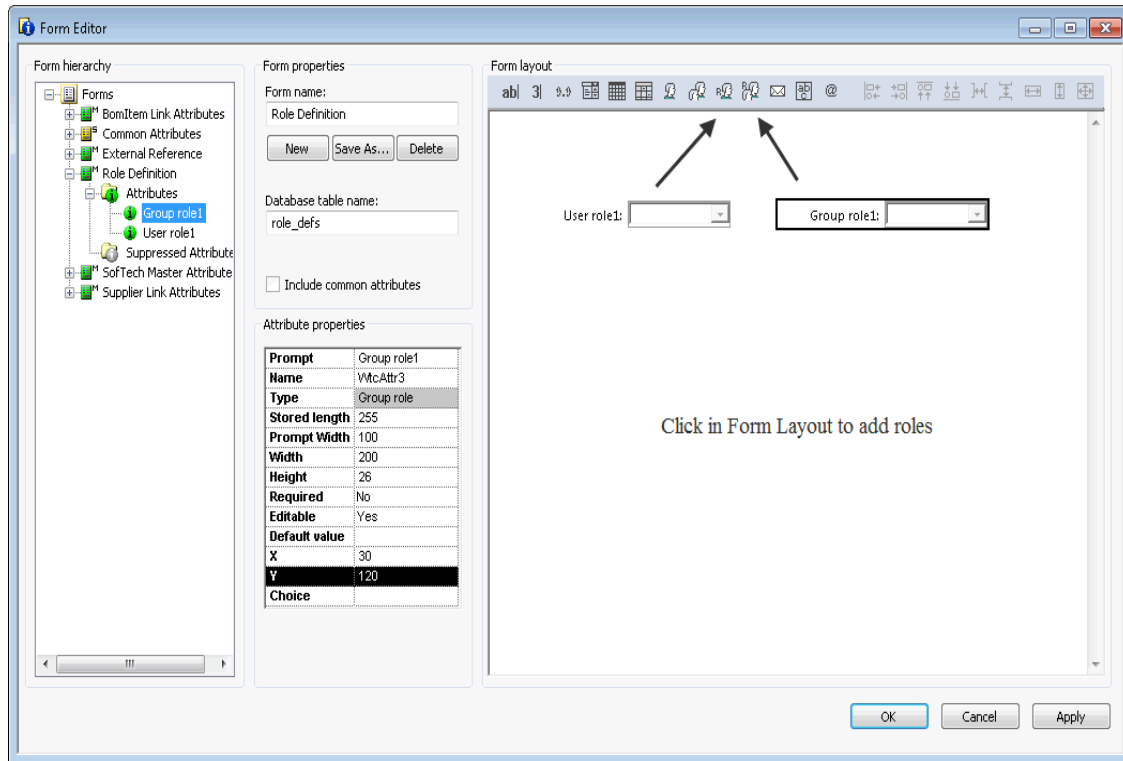 Form Editor
Form hierarchy
Forms
BomItem Link Attributes
Common Attributes
External Reference
Role Definition
Attributes
Group role1
User role1
Suppressed Attribute
SofTech Master Attribute
Supplier Link Attributes
Form properties
Form name:
Role Definition
New Save As... Delete
Database table name:
role_defs
Include common attributes
Attribute properties
Prompt Group role1
Name WtcAttr3
Type Group role
Stored length 255
Prompt Width 100
Width 200
Height 26
Required No
Editable Yes
Default value
X 30
Y 120
Choice
Form layout
ab| 3| 9.9 @
User role1: Group role1:
Click in Form Layout to add roles
OK Cancel Apply